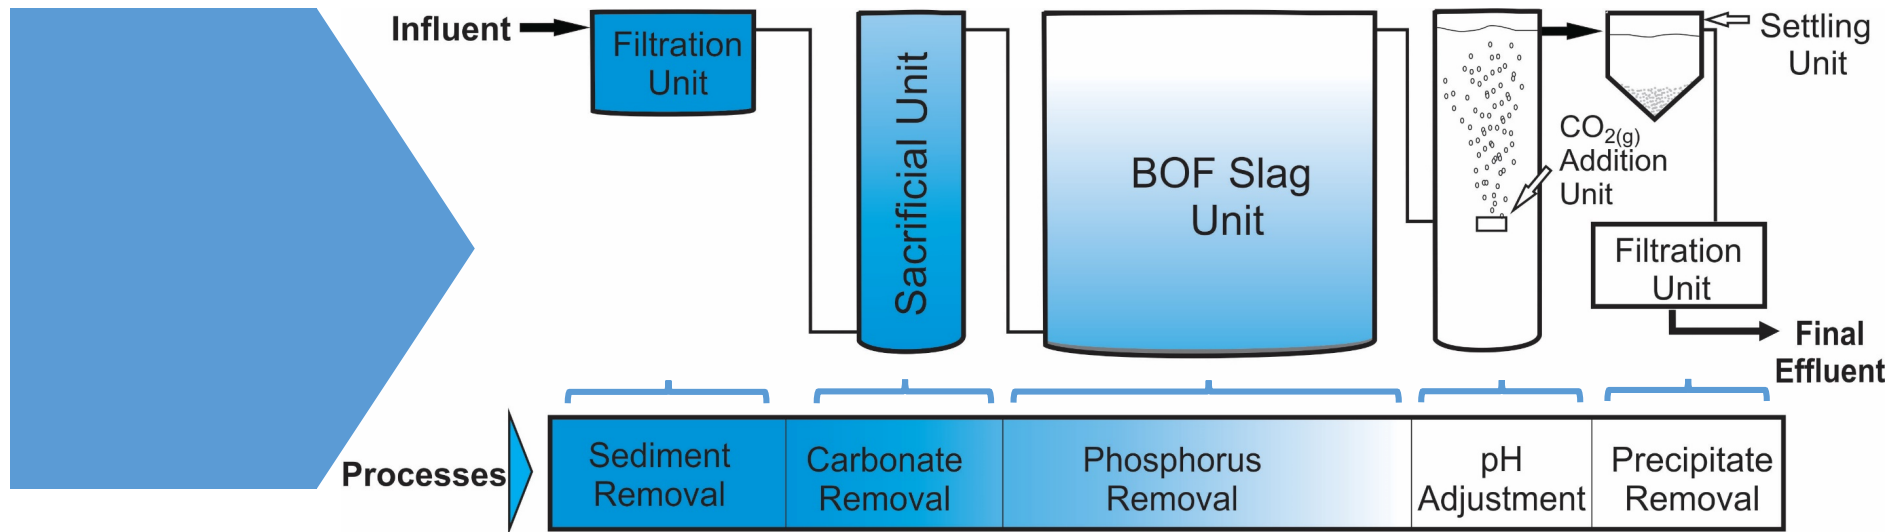 Influent
Filtration
Unit
Sacrificial Unit
BOF Slag
Unit
CO2(g)
Addition
Unit
Settling
Unit
Filtration
Unit
Final
Effluent
Processes
Sediment
Removal
Carbonate
Removal
Phosphorus
Removal
pH
Adjustment
Precipitate
Removal